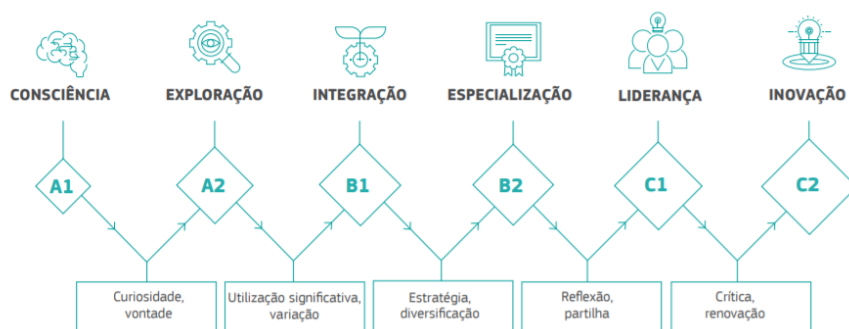 CONSCIÊNCIA
EXPLORAÇÃO
INTEGRAÇÃO
ESPECIALIZAÇÃO
LIDERANÇA
INOVAÇÃO
A1
A2
B1
B2
C1
C2
Curiosidade,
vontade
Utilização significativa,
variação
Estratégia,
diversificação
Reflexão,
partilha
Crítica,
renovação